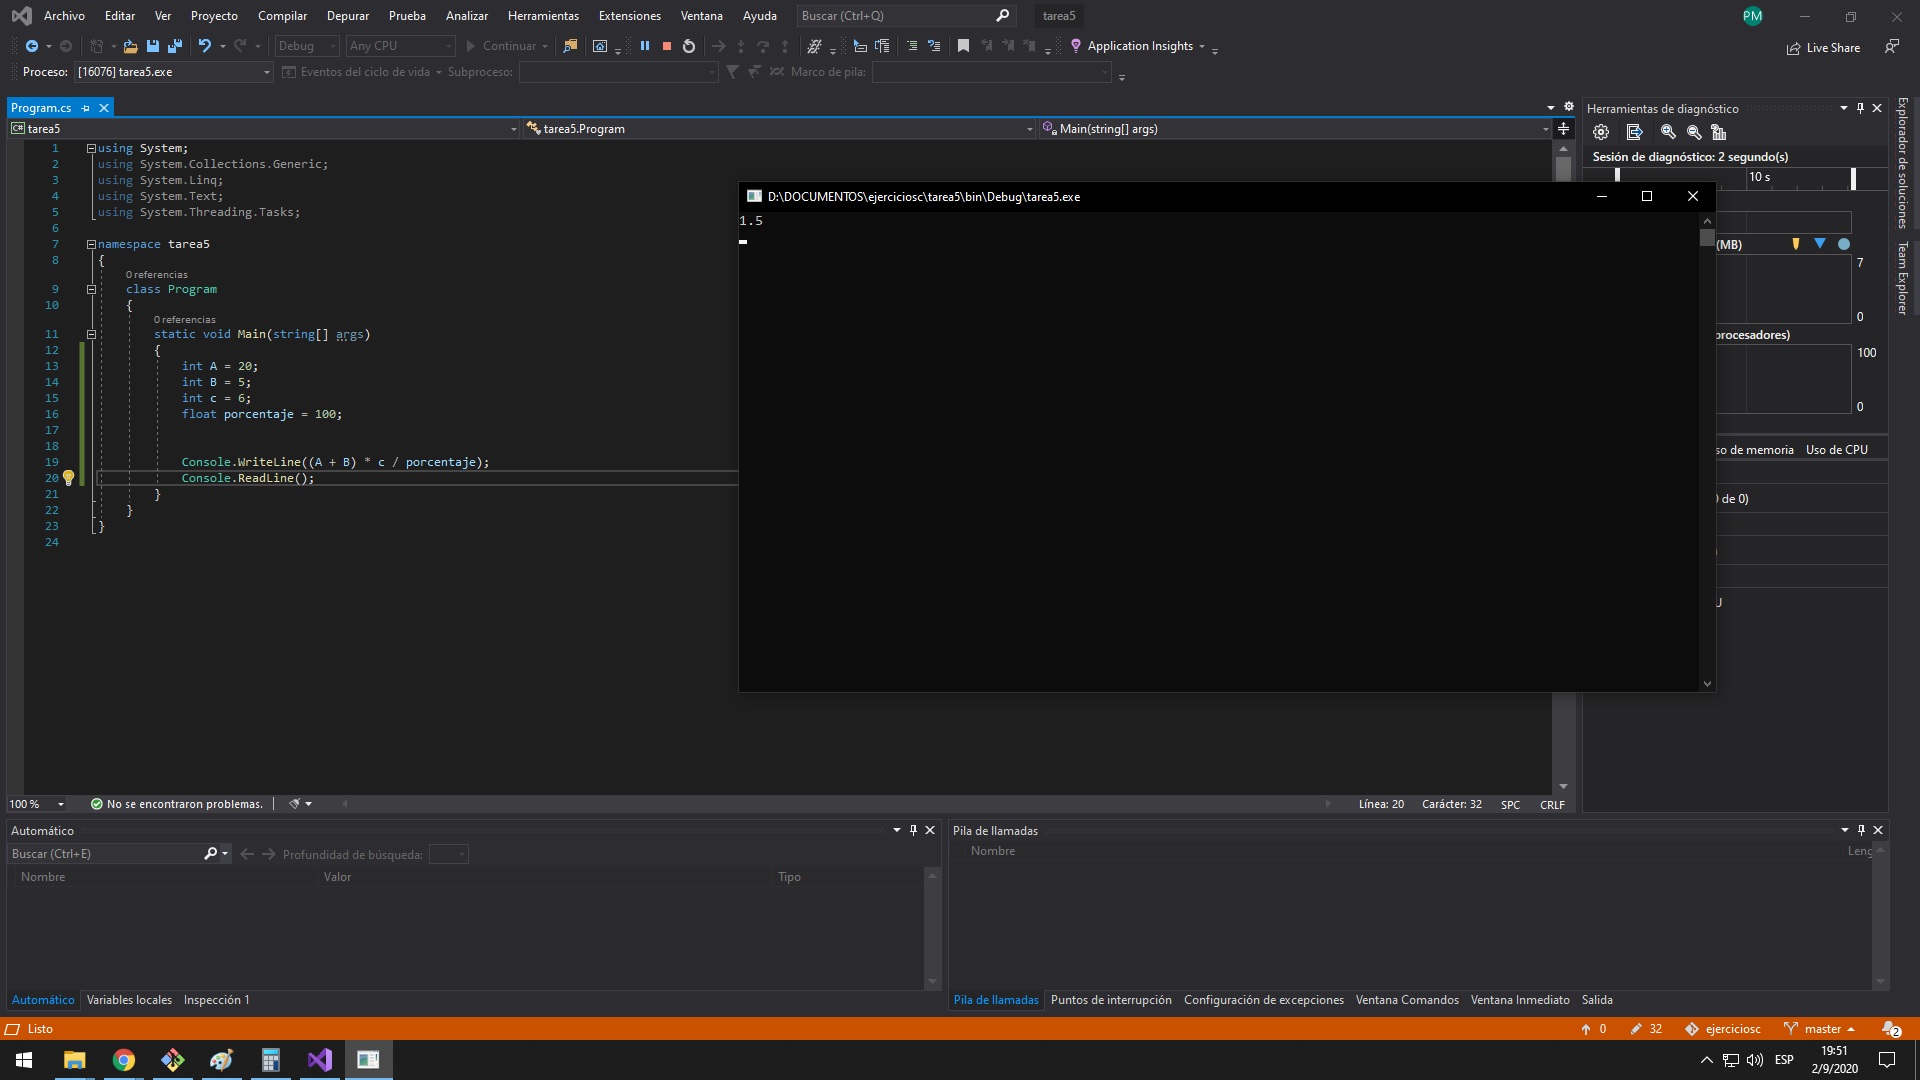 Archivo Editar Ver Proyecto Compilar Depurar Prueba Analizar Herramientas Extensiones Ventana Ayuda Buscar (Ctrl+Q) tarea5 PM
Debug Any CPU Continuar Application Insights Live Share
Proceso: [16076] tarea5.exe Eventos del ciclo de vida Subproceso: Marco de pila:
Program.cs
C# tarea5 tarea5.Program Main(string[] args)
1 using System;
2 using System.Collections.Generic;
3 using System.Linq;
4 using System.Text;
5 using System.Threading.Tasks;
6
7 namespace tarea5
8 {
0 referencias
9 class Program
10 {
0 referencias
11 static void Main(string[] args)
12 {
13 int A = 20;
14 int B = 5;
15 int c = 6;
16 float porcentaje = 100;
17
18
19 Console.WriteLine((A + B) * c / porcentaje);
20 Console.ReadLine();
21 }
22 }
23 }
24
D:\DOCUMENTOS\ejerciciosc\tarea5\bin\Debug\tarea5.exe
1.5
Herramientas de diagnóstico
Sesión de diagnóstico: 2 segundo(s)
10 s
(MB)
7
0
procesadores)
100
0
so de memoria Uso de CPU
de 0)
Explorador de soluciones
Team Explorer
100 % No se encontraron problemas. Línea: 20 Carácter: 32 SPC CRLF
Automático
Buscar (Ctrl+E) Profundidad de búsqueda:
Nombre Valor Tipo
Automático Variables locales Inspección 1
Pila de llamadas
Nombre Leng
Pila de llamadas Puntos de interrupción Configuración de excepciones Ventana Comandos Ventana Inmediato Salida
Listo 0 32 ejerciciosc master 2
ESP 19:51
2/9/2020